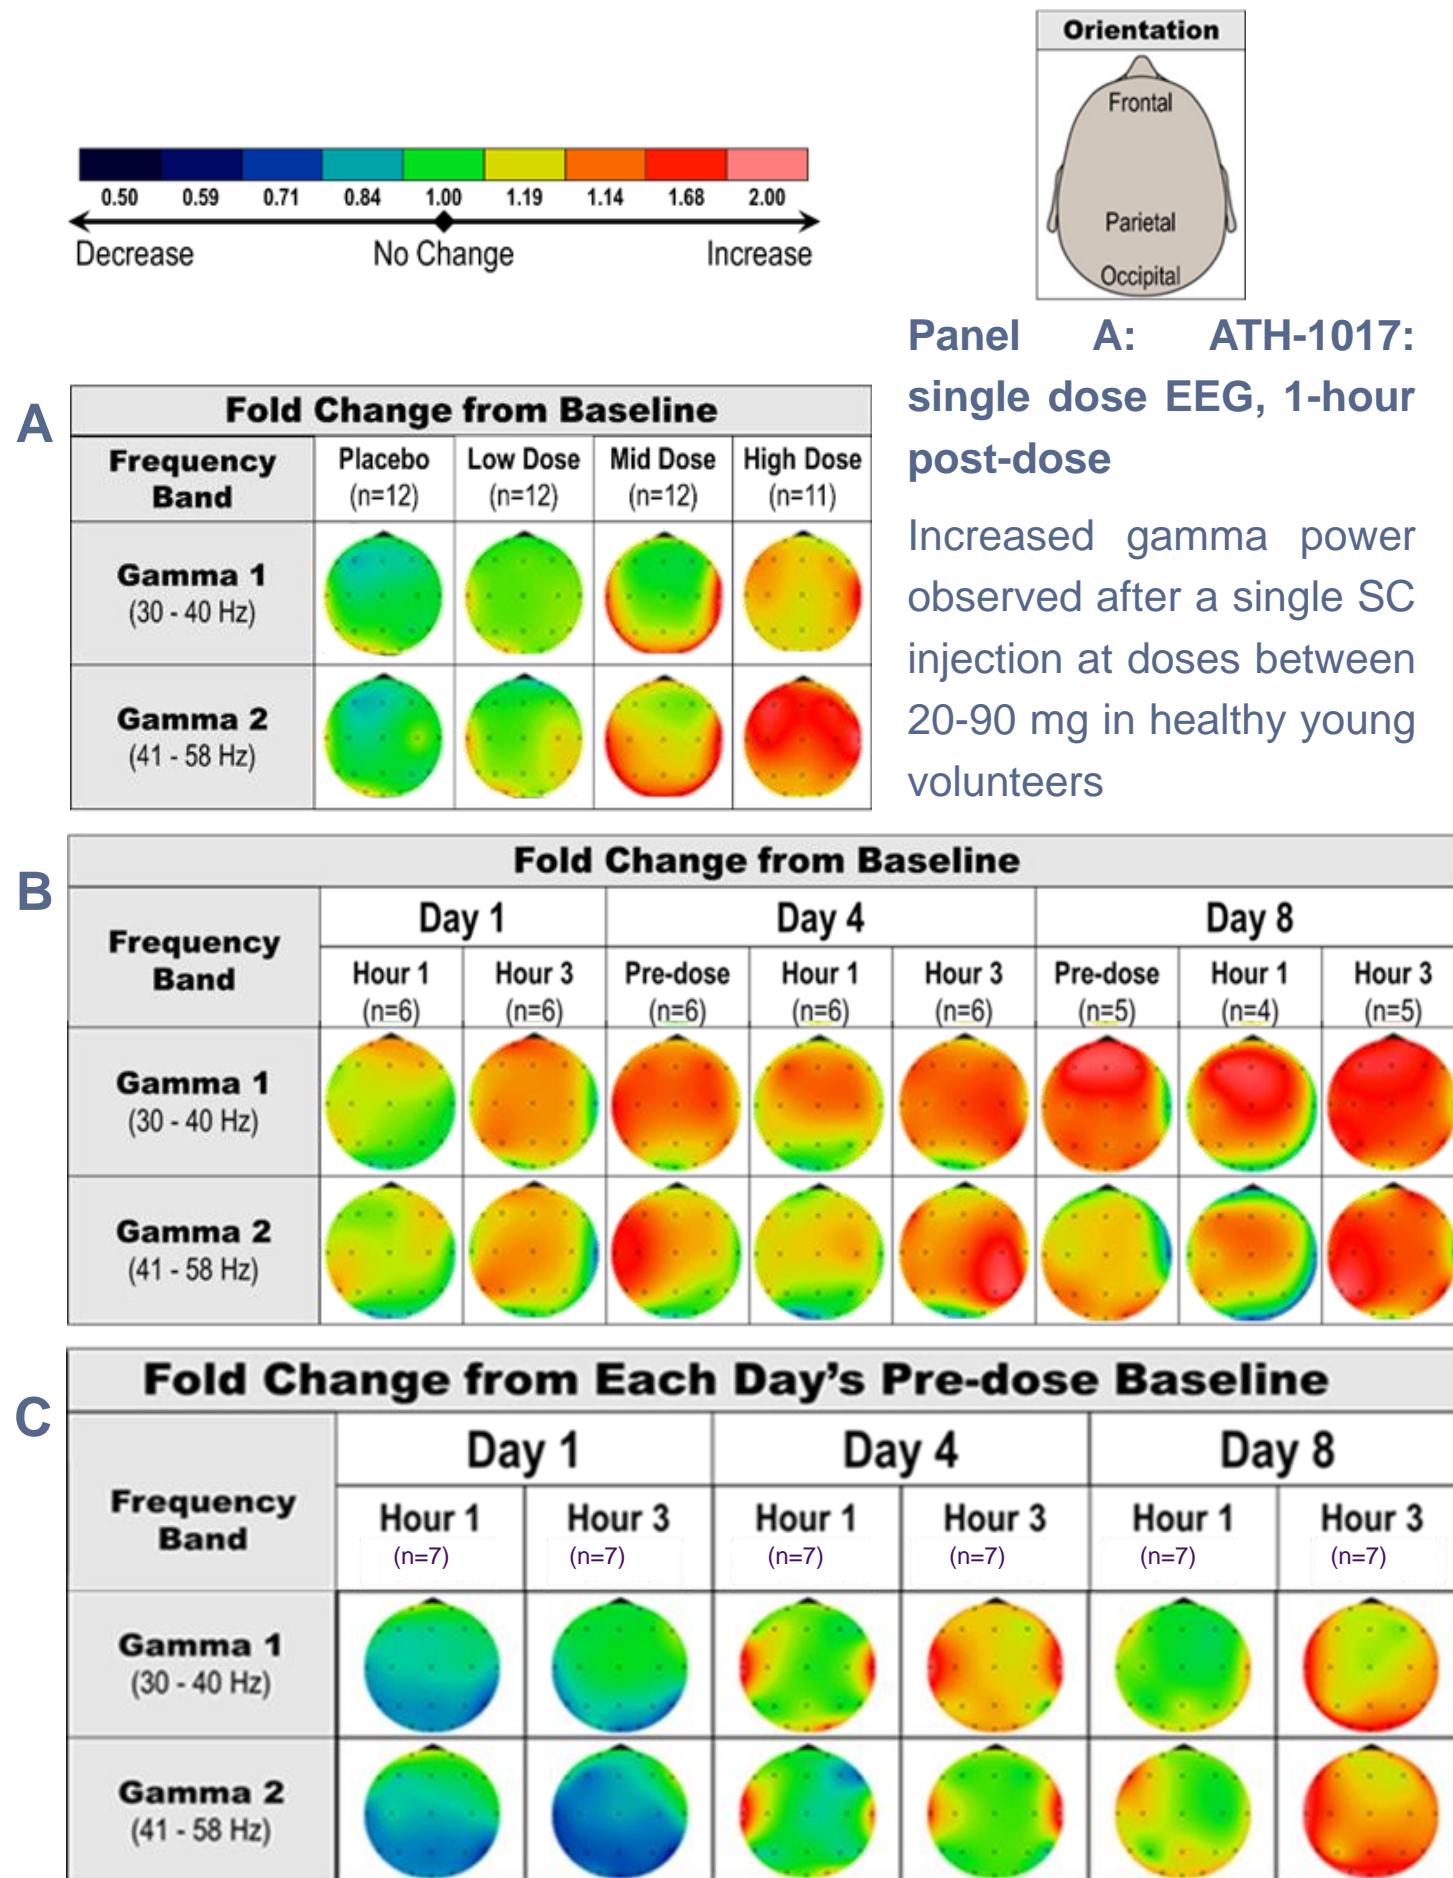 Orientation
Frontal
Parietal
Occipital
0.50 0.59 0.71 0.84 1.00 1.19 1.14 1.68 2.00
Decrease No Change Increase
Panel A: ATH-1017:
single dose EEG, 1-hour
post-dose
Increased gamma power
observed after a single SC
injection at doses between
20-90 mg in healthy young
volunteers
A
Fold Change from Baseline
Frequency Band Placebo (n=12) Low Dose (n=12) Mid Dose (n=12) High Dose (n=11)
Gamma 1
(30 - 40 Hz)
Gamma 2
(41 - 58 Hz)
B
Fold Change from Baseline
Frequency Band
Day 1 Day 4 Day 8
Hour 1 Hour 3 Pre-dose Hour 1 Hour 3 Pre-dose Hour 1 Hour 3
(n=6) (n=6) (n=6) (n=6) (n=6) (n=5) (n=4) (n=5)
Gamma 1
(30 - 40 Hz)
Gamma 2
(41 - 58 Hz)
C
Fold Change from Each Day's Pre-dose Baseline
Frequency Band
Day 1 Day 4 Day 8
Hour 1 Hour 3 Hour 1 Hour 3 Hour 1 Hour 3
(n=7) (n=7) (n=7) (n=7) (n=7) (n=7)
Gamma 1
(30 - 40 Hz)
Gamma 2
(41 - 58 Hz)